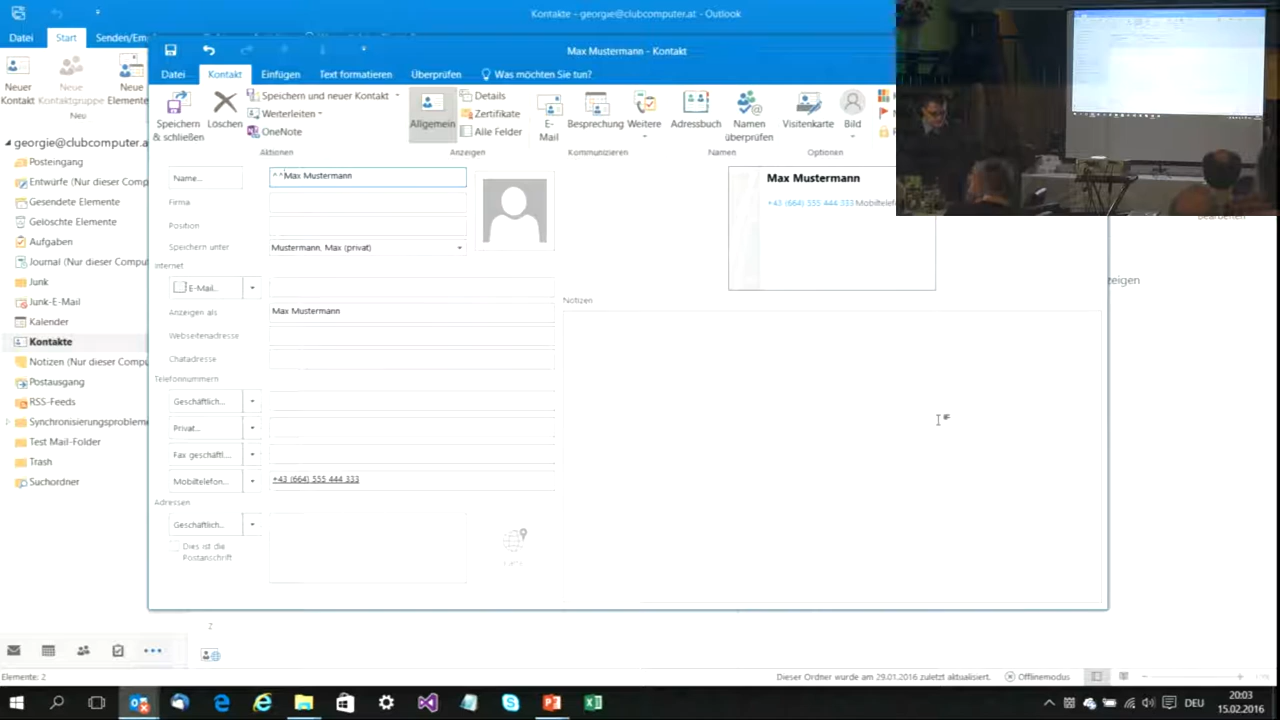 Kontakte - georgie@clubcomputer.at - Outlook
Datei
Start
Senden/Em
Max Mustermann - Kontakt
Datei
Kontakt
Einfügen
Text formatieren
Überprüfen
Was möchten Sie tun?
Neuer Kontakt
Neue Kontaktgruppe
Neue Elemente
Neu
Speichern & schließen
Löschen
Speichern und neuer Kontakt
Weiterleiten
OneNote
Aktionen
Allgemein
Details
Zertifikate
Alle Felder
Anzeigen
E-Mail
Besprechung
Weitere
Kommunizieren
Adressbuch
Namen überprüfen
Namen
Visitenkarte
Bild
Optionen
georgie@clubcomputer.a
Posteingang
Entwürfe (Nur dieser Comp
Gesendete Elemente
Gelöschte Elemente
Aufgaben
Journal (Nur dieser Comput
Junk
Junk-E-Mail
Kalender
Kontakte
Notizen (Nur dieser Compu
Postausgang
RSS-Feeds
Synchronisierungsprobleme
Test Mail-Folder
Trash
Suchordner
Name...
^^Max Mustermann
Firma
Position
Speichern unter
Mustermann, Max (privat)
Internet
E-Mail...
Anzeigen als
Max Mustermann
Webseitenadresse
Chatadresse
Telefonnummern
Geschäftlich...
Privat...
Fax geschäftl...
Mobiltelefon...
+43 (664) 555 444 333
Adressen
Geschäftlich...
Dies ist die Postanschrift
Max Mustermann
+43 (664) 555 444 333 Mobiltelef
Notizen
bearbeiten
zeigen
Z
Elemente: 2
Dieser Ordner wurde am 29.01.2016 zuletzt aktualisiert.
Offlinemodus
DEU
20:03
15.02.2016